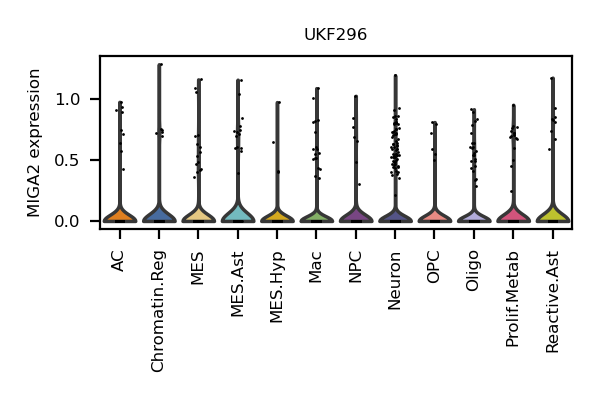 UKF296
MIGA2 expression
1.0
0.5
0.0
AC
Chromatin.Reg
MES
MES.Ast
MES.Hyp
Mac
NPC
Neuron
OPC
Oligo
Prolif.Metab
Reactive.Ast